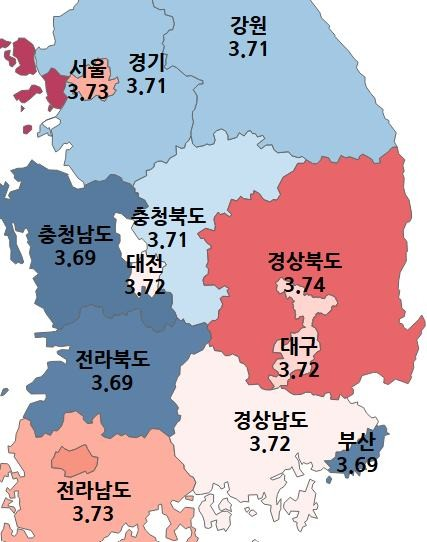 강원
3.71
서울
3.73
경기
3.71
충청북도
3.71
충청남도
3.69
대전
3.72
경상북도
3.74
대구
3.72
전라북도
3.69
경상남도
3.72
부산
3.69
전라남도
3.73